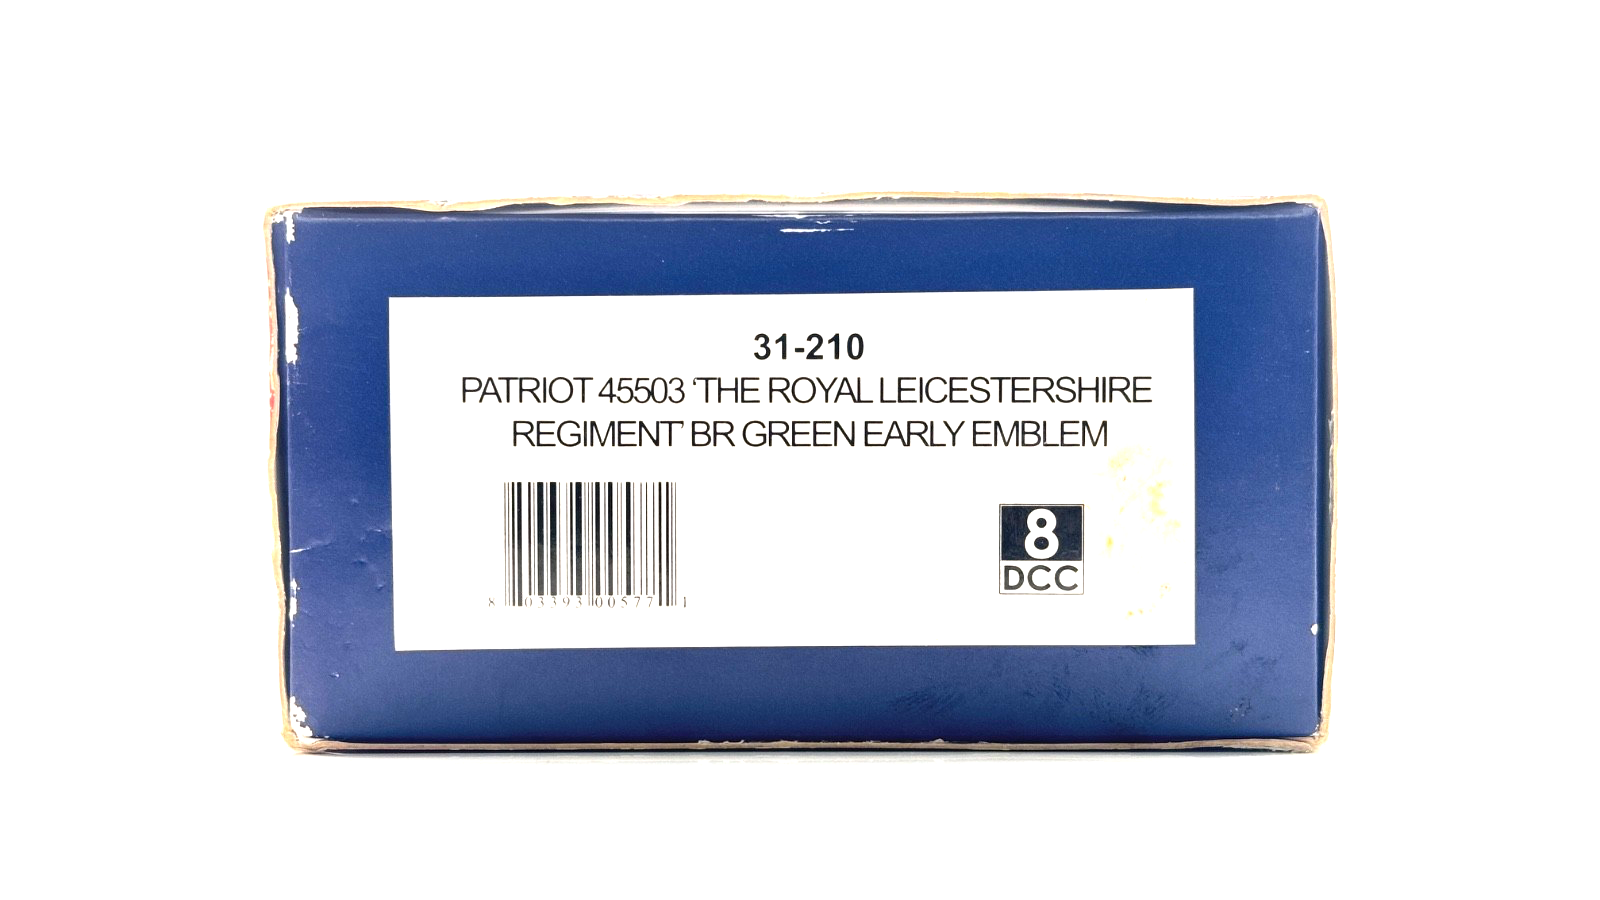 31-210
PATRIOT 45503 ‘THE ROYAL LEICESTERSHIRE
REGIMENT’ BR GREEN EARLY EMBLEM
8
DCC
8 03393 00577 1